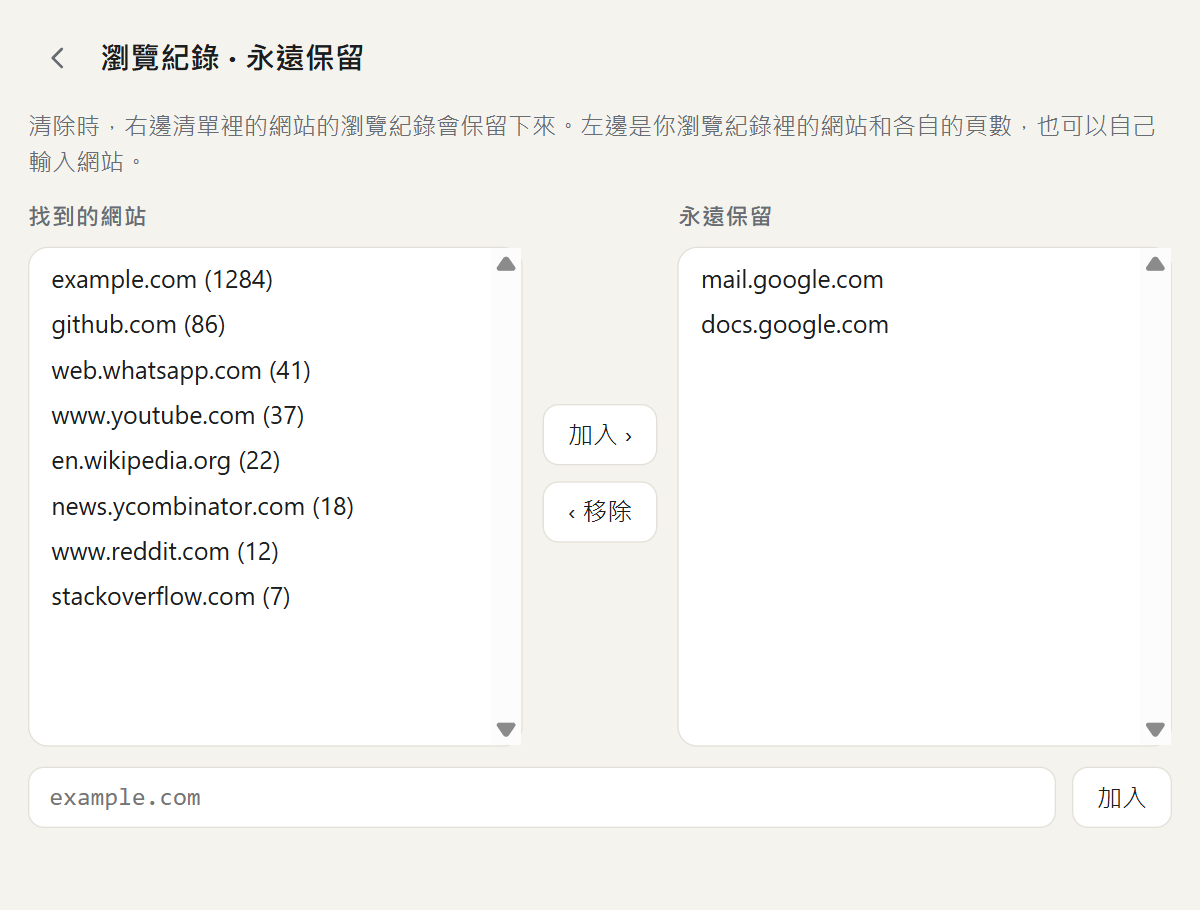 瀏覽紀錄 · 永遠保留
清除時，右邊清單裡的網站的瀏覽紀錄會保留下來。左邊是你瀏覽紀錄裡的網站和各自的頁數，也可以自己
輸入網站。
找到的網站
example.com (1284)
github.com (86)
web.whatsapp.com (41)
www.youtube.com (37)
en.wikipedia.org (22)
news.ycombinator.com (18)
www.reddit.com (12)
stackoverflow.com (7)
加入 ›
‹ 移除
永遠保留
mail.google.com
docs.google.com
example.com
加入